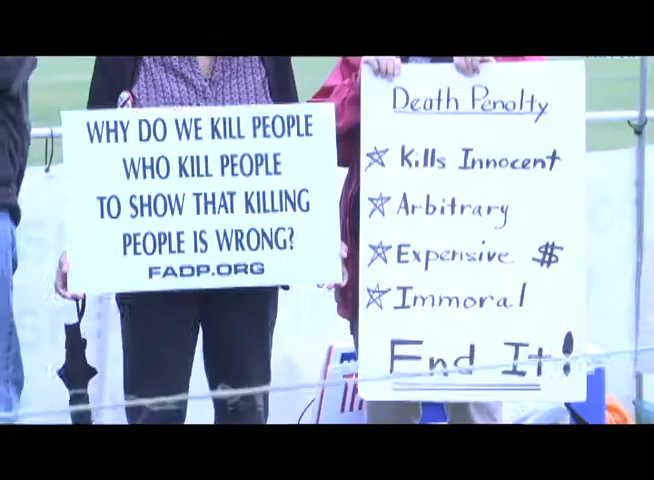 WHY DO WE KILL PEOPLE
WHO KILL PEOPLE
TO SHOW THAT KILLING
PEOPLE IS WRONG?
FADP.ORG
Death Penalty
Kills Innocent
Arbitrary
Expensive $
Immoral
End It!